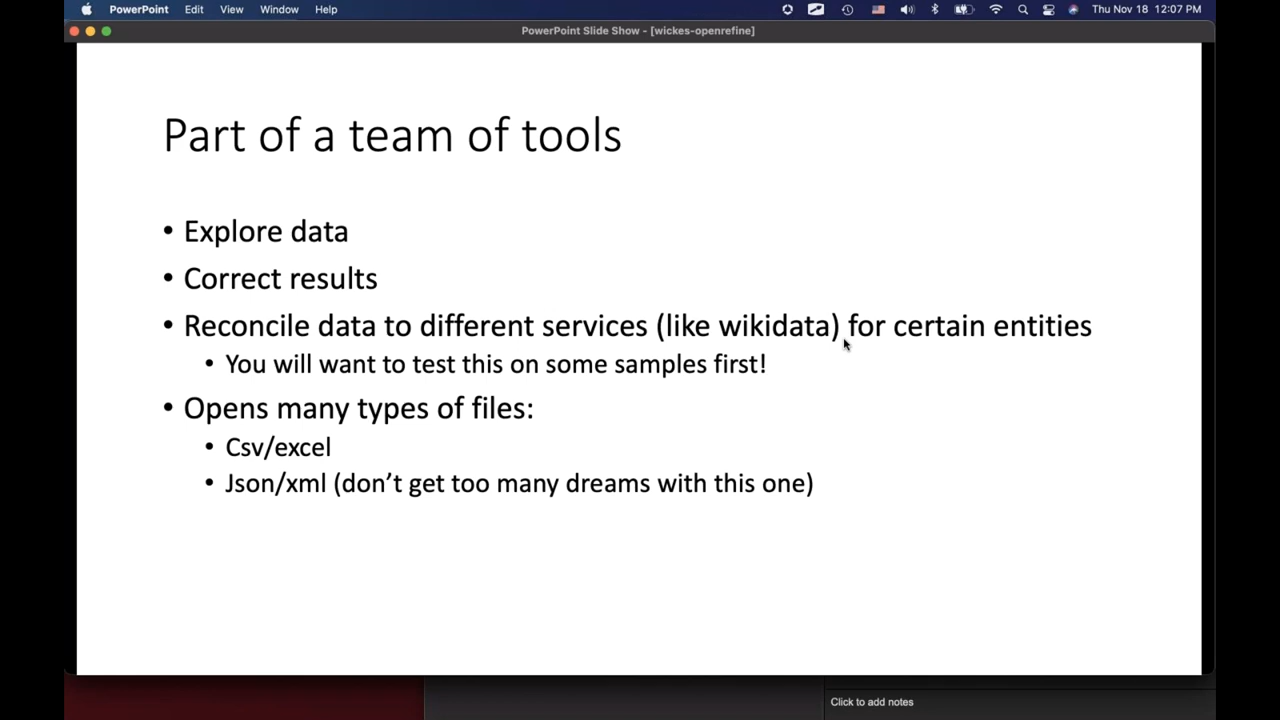 PowerPoint Edit View Window Help Thu Nov 18 12:07 PM
PowerPoint Slide Show - [wickes-openrefine]
Part of a team of tools
• Explore data
• Correct results
• Reconcile data to different services (like wikidata) for certain entities
• You will want to test this on some samples first!
• Opens many types of files:
• Csv/excel
• Json/xml (don’t get too many dreams with this one)
Click to add notes